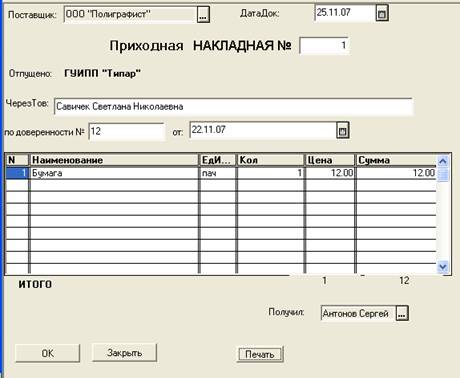 Поставщик: ООО "Полиграфист" ... ДатаДок: 25.11.07
Приходная НАКЛАДНАЯ № 1
Отпущено: ГУИПП "Типар"
ЧерезТов: Савичек Светлана Николаевна
по доверенности № 12 от: 22.11.07
N Наименование ЕдИ... Кол Цена Сумма
1 Бумага пач 1 12.00 12.00
ИТОГО 1 12
Получил: Антонов Сергей ...
OK Закрыть Печать